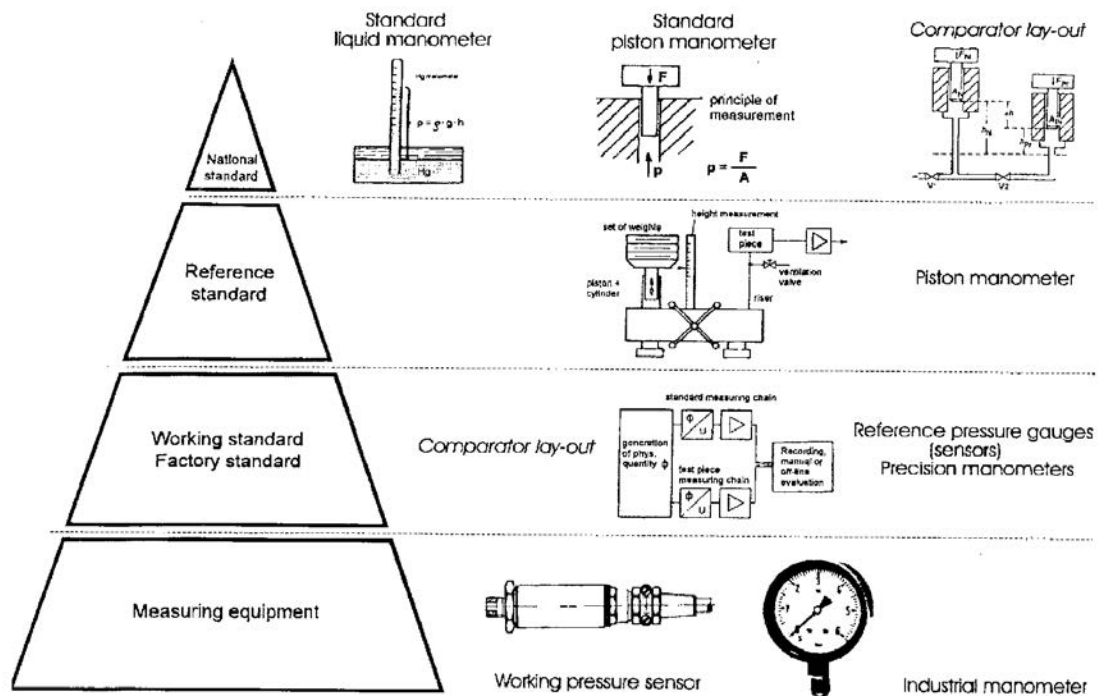 Standard
liquid manometer
Standard
piston manometer
Comparator lay-out
Hg
F
p
principle of
measurement
p = F
A
V2
National
standard
Reference
standard
set of weights
height measurement
piston +
cylinder
test
piece
ventilation
valve
riser
Piston manometer
Working standard
Factory standard
Comparator lay-out
standard measuring chain
generation
of phys.
quantity ϕ
ϕ
U
test piece
measuring chain
ϕ
U
Recording,
manual or
off-line
evaluation
Reference pressure gauges
(sensors)
Precision manometers
Measuring equipment
Working pressure sensor
Industrial manometer